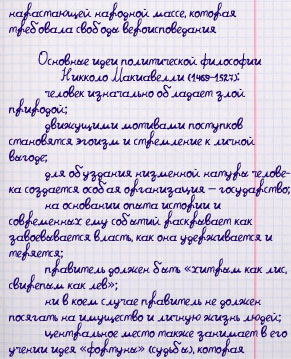 нарастающей народной массе, которая
требовала свободы вероисповедания
Основные идеи политической философии
Никколо Макиавелли (1469-1527):
человек изначально обладает злой
природой;
движущими мотивами поступков
становятся эгоизм и стремление к личной
выгоде;
для обуздания низменной натуры челове-
ка создается особая организация – государство;
на основании опыта истории и
современных ему событий раскрывает как
завоевывается власть, как она удерживается и
теряется;
правитель должен быть «хитрым как лис,
свирепым как лев»;
ни в коем случае правитель не должен
посягать на имущество и личную жизнь людей;
центральное место также занимает в его
учении идея «фортуны» (судьбы), которая